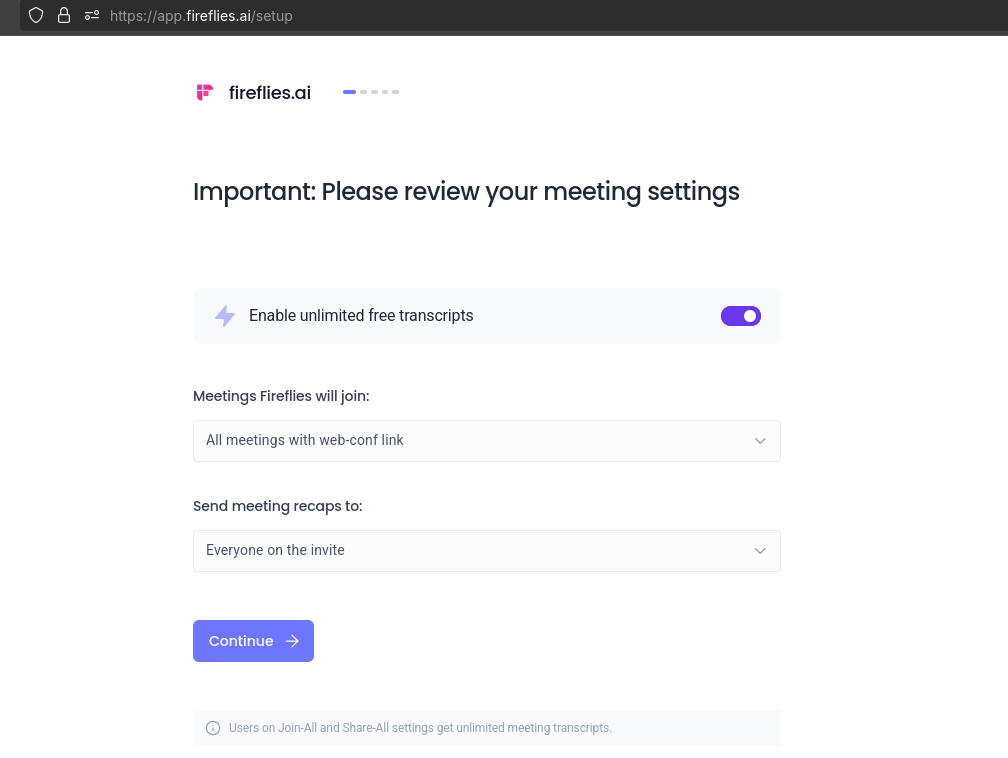 https://app.fireflies.ai/setup
fireflies.ai
Important: Please review your meeting settings
Enable unlimited free transcripts
Meetings Fireflies will join:
All meetings with web-conf link
Send meeting recaps to:
Everyone on the invite
Continue
Users on Join-All and Share-All settings get unlimited meeting transcripts.